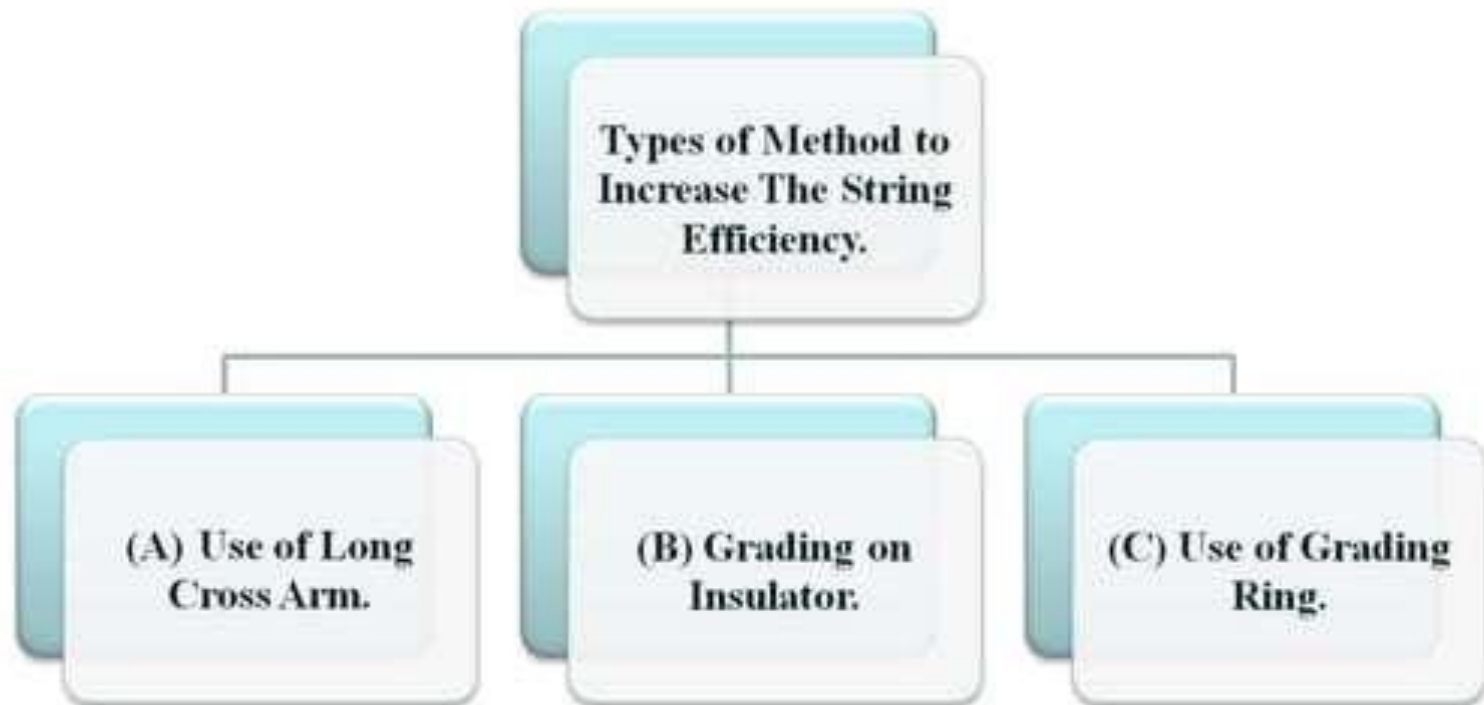 Types of Method to
Increase The String
Efficiency.
(A) Use of Long
Cross Arm.
(B) Grading on
Insulator.
(C) Use of Grading
Ring.